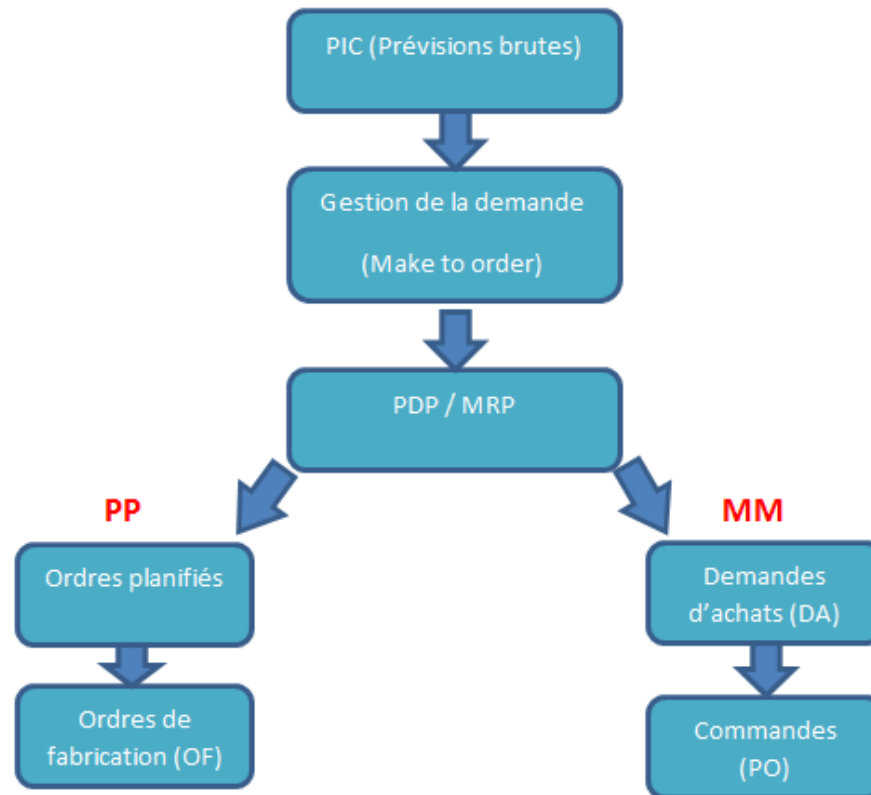 PIC (Prévisions brutes)
Gestion de la demande
(Make to order)
PDP / MRP
PP
MM
Ordres planifiés
Demandes
d’achats (DA)
Ordres de
fabrication (OF)
Commandes
(PO)